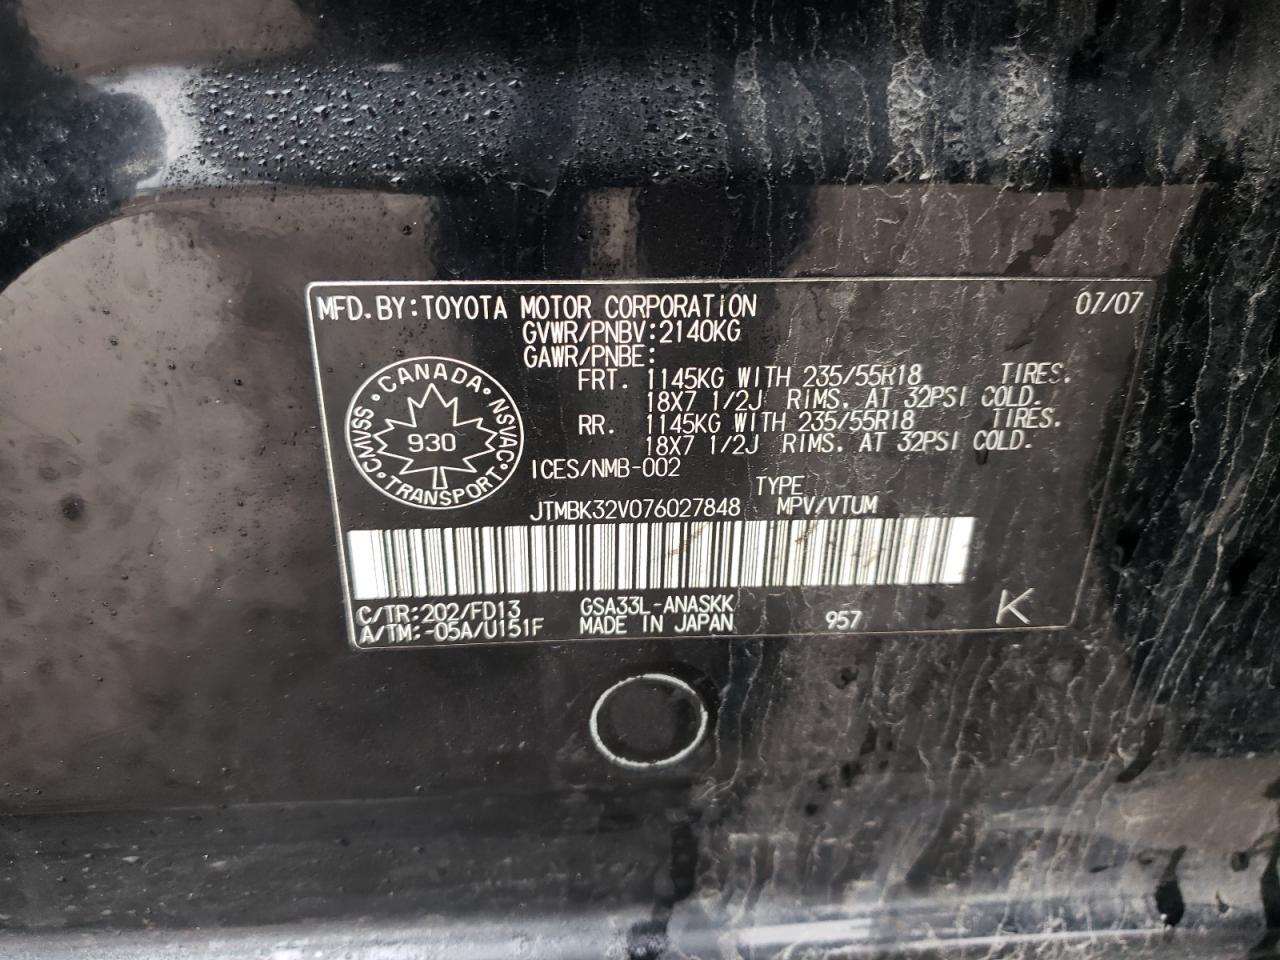 MFD. BY: TOYOTA MOTOR CORPORATION 07/07
GVWR/PNBV: 2140KG
GAWR/PNBE:
FRT. 1145KG WITH 235/55R18 TIRES.
18X7 1/2J RIMS. AT 32PSI COLD.
RR. 1145KG WITH 235/55R18 TIRES.
18X7 1/2J RIMS. AT 32PSI COLD.
CANADA
CMVSS 930 NSVAC
TRANSPORT
ICES/NMB-002
TYPE
JTMBK32V076027848 MPV/VTUM
C/TR: 202/FD13 GSA33L-ANASKK
A/TM: -05A/U151F MADE IN JAPAN 957 K